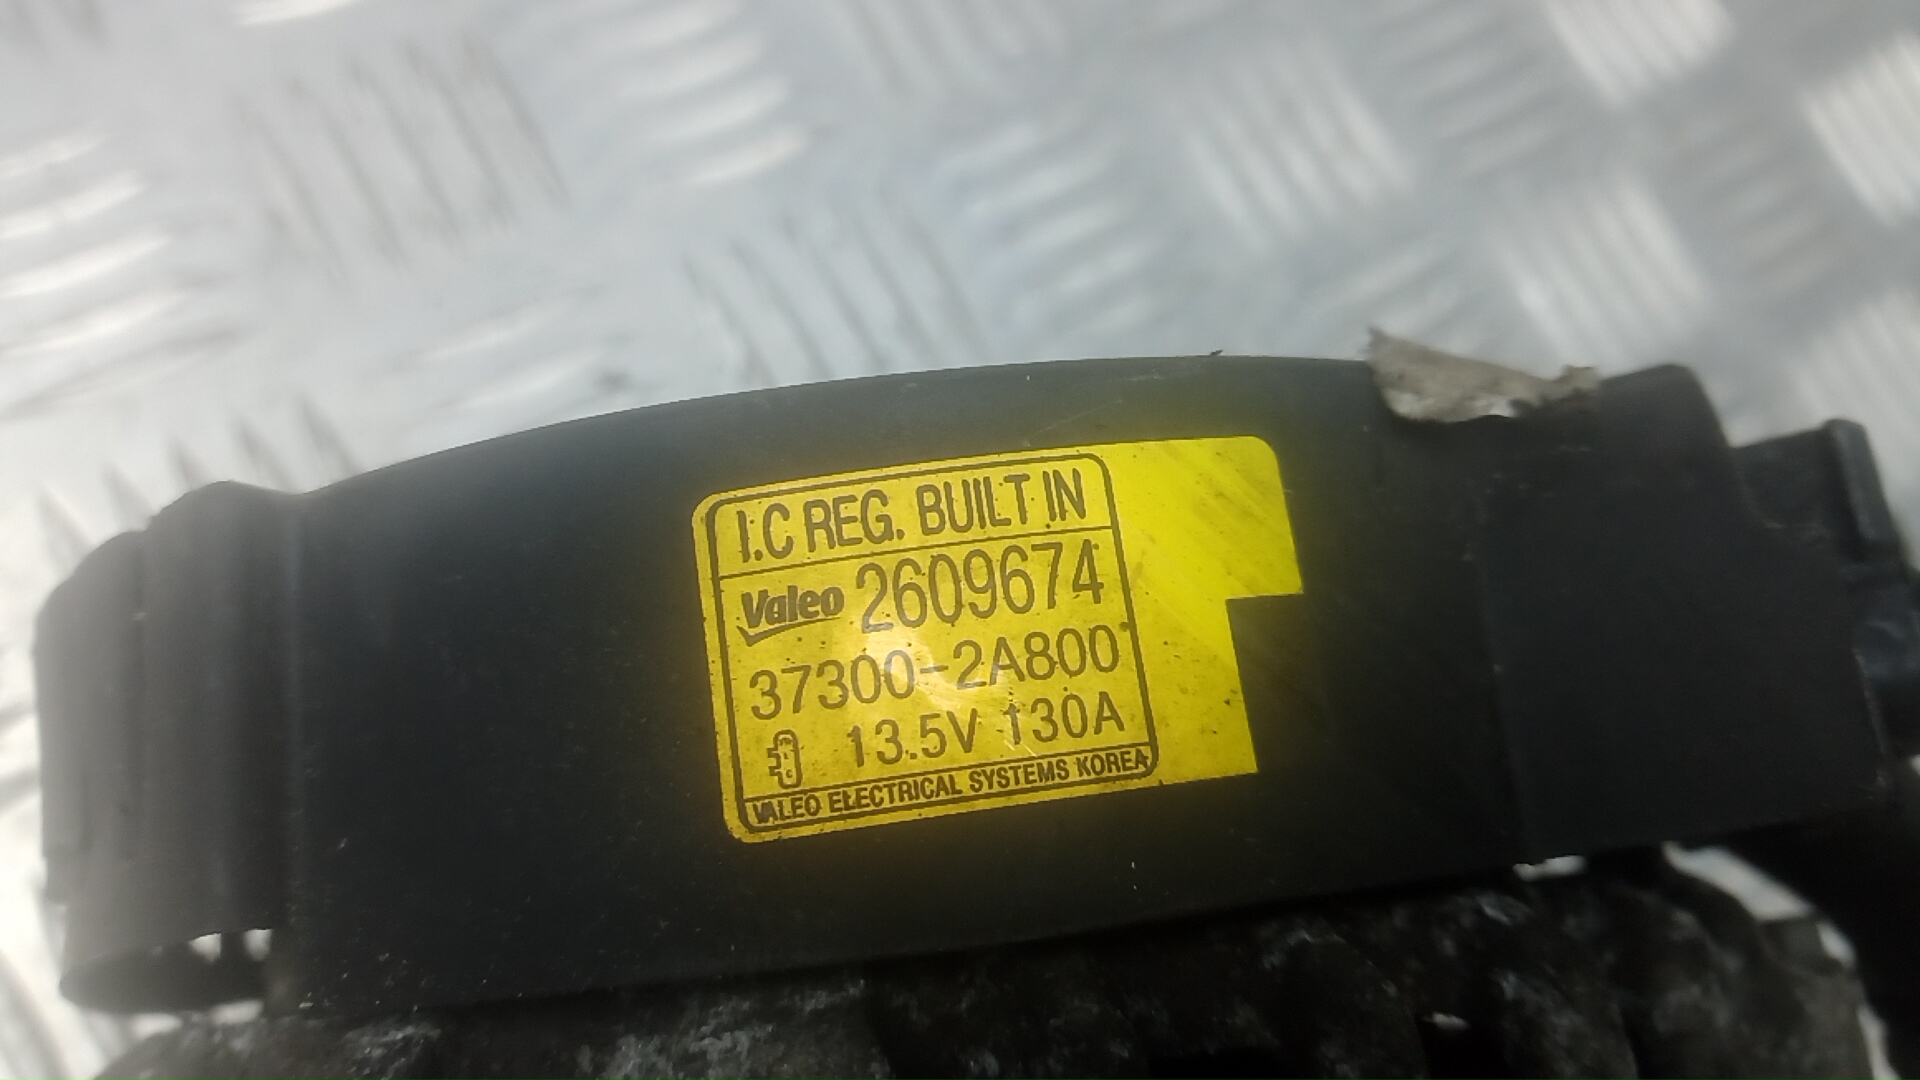 I.C REG. BUILT IN
Valeo 2609674
37300-2A800
13.5V 130A
VALEO ELECTRICAL SYSTEMS KOREA